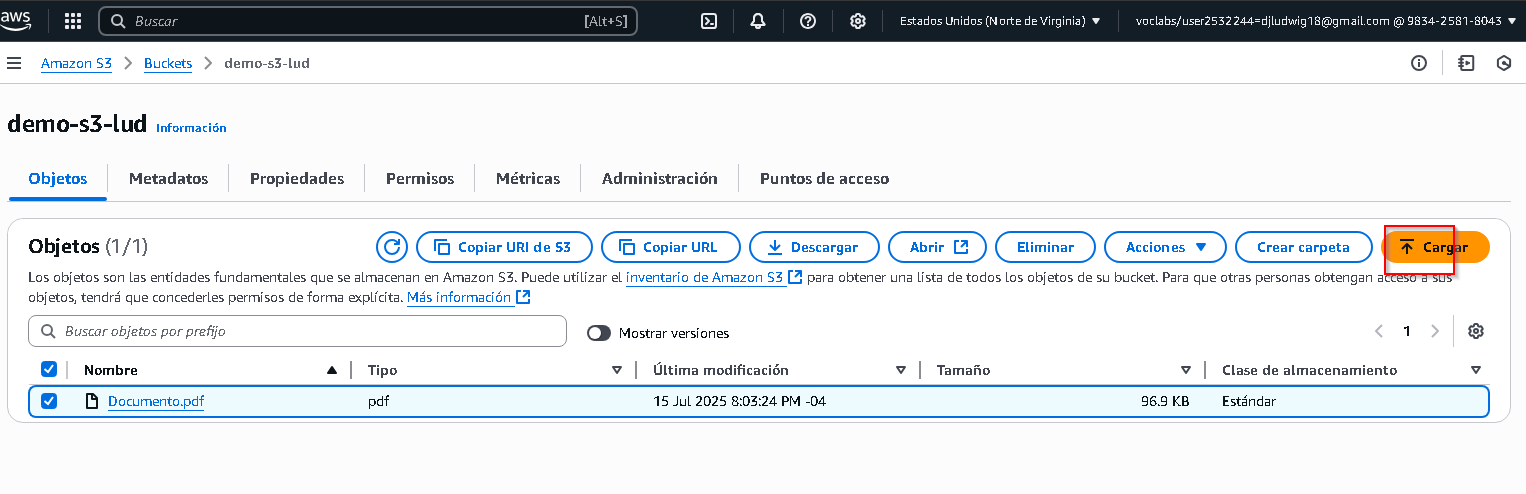 aws Buscar [Alt+S] Estados Unidos (Norte de Virginia) voclabs/user2532244=djludwig18@gmail.com @ 9834-2581-8043
Amazon S3 > Buckets > demo-s3-lud
demo-s3-lud Información
Objetos Metadatos Propiedades Permisos Métricas Administración Puntos de acceso
Objetos (1/1) Copiar URI de S3 Copiar URL Descargar Abrir Eliminar Acciones Crear carpeta Cargar
Los objetos son las entidades fundamentales que se almacenan en Amazon S3. Puede utilizar el inventario de Amazon S3 para obtener una lista de todos los objetos de su bucket. Para que otras personas obtengan acceso a sus
objetos, tendrá que concederles permisos de forma explícita. Más información
Buscar objetos por prefijo Mostrar versiones 1
Nombre Tipo Última modificación Tamaño Clase de almacenamiento
Documento.pdf pdf 15 Jul 2025 8:03:24 PM -04 96.9 KB Estándar